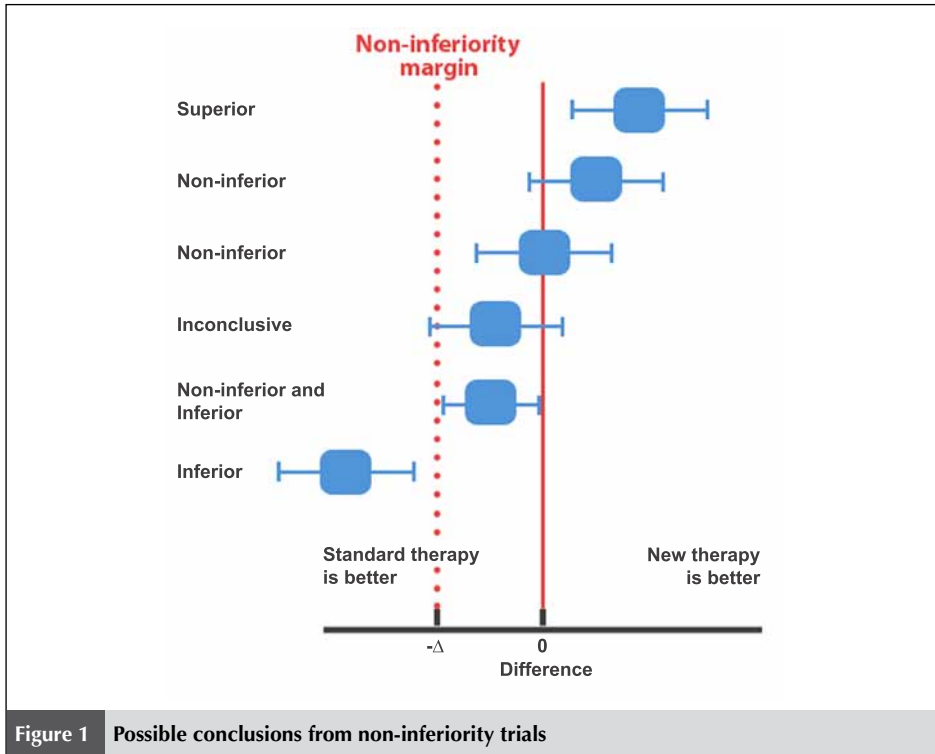 Non-inferiority
margin
Superior
Non-inferior
Non-inferior
Inconclusive
Non-inferior and
Inferior
Inferior
Standard therapy
is better
New therapy
is better
-Δ
0
Difference
Figure 1 Possible conclusions from non-inferiority trials